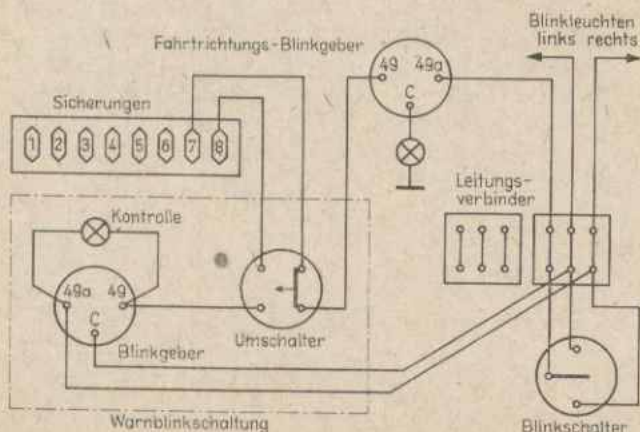 Fahrtrichtungs-Blinkgeber
49 49a
C
Blinkleuchten
links rechts
Sicherungen
1 2 3 4 5 6 7 8
Leitungs-
verbinder
Kontrolle
49a 49
C
Blinkgeber
Umschalter
Warnblinkschaltung
Blinkschalter